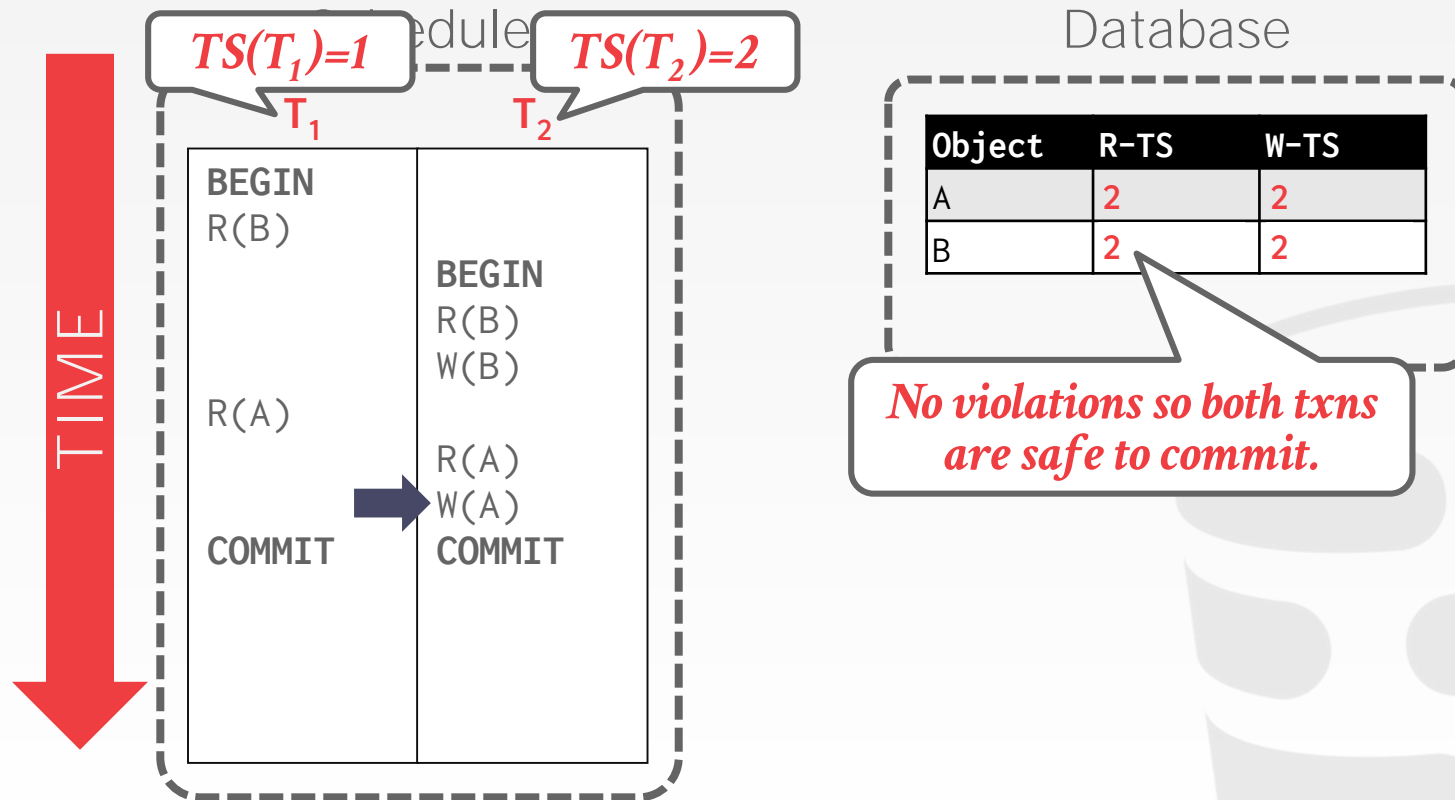 Schedule
Database
TS(T1)=1
TS(T2)=2
T1 T2
TIME
BEGIN
R(B)
BEGIN
R(B)
W(B)
R(A)
R(A)
W(A)
COMMIT COMMIT
Object R-TS W-TS
A 2 2
B 2 2
No violations so both txns
are safe to commit.